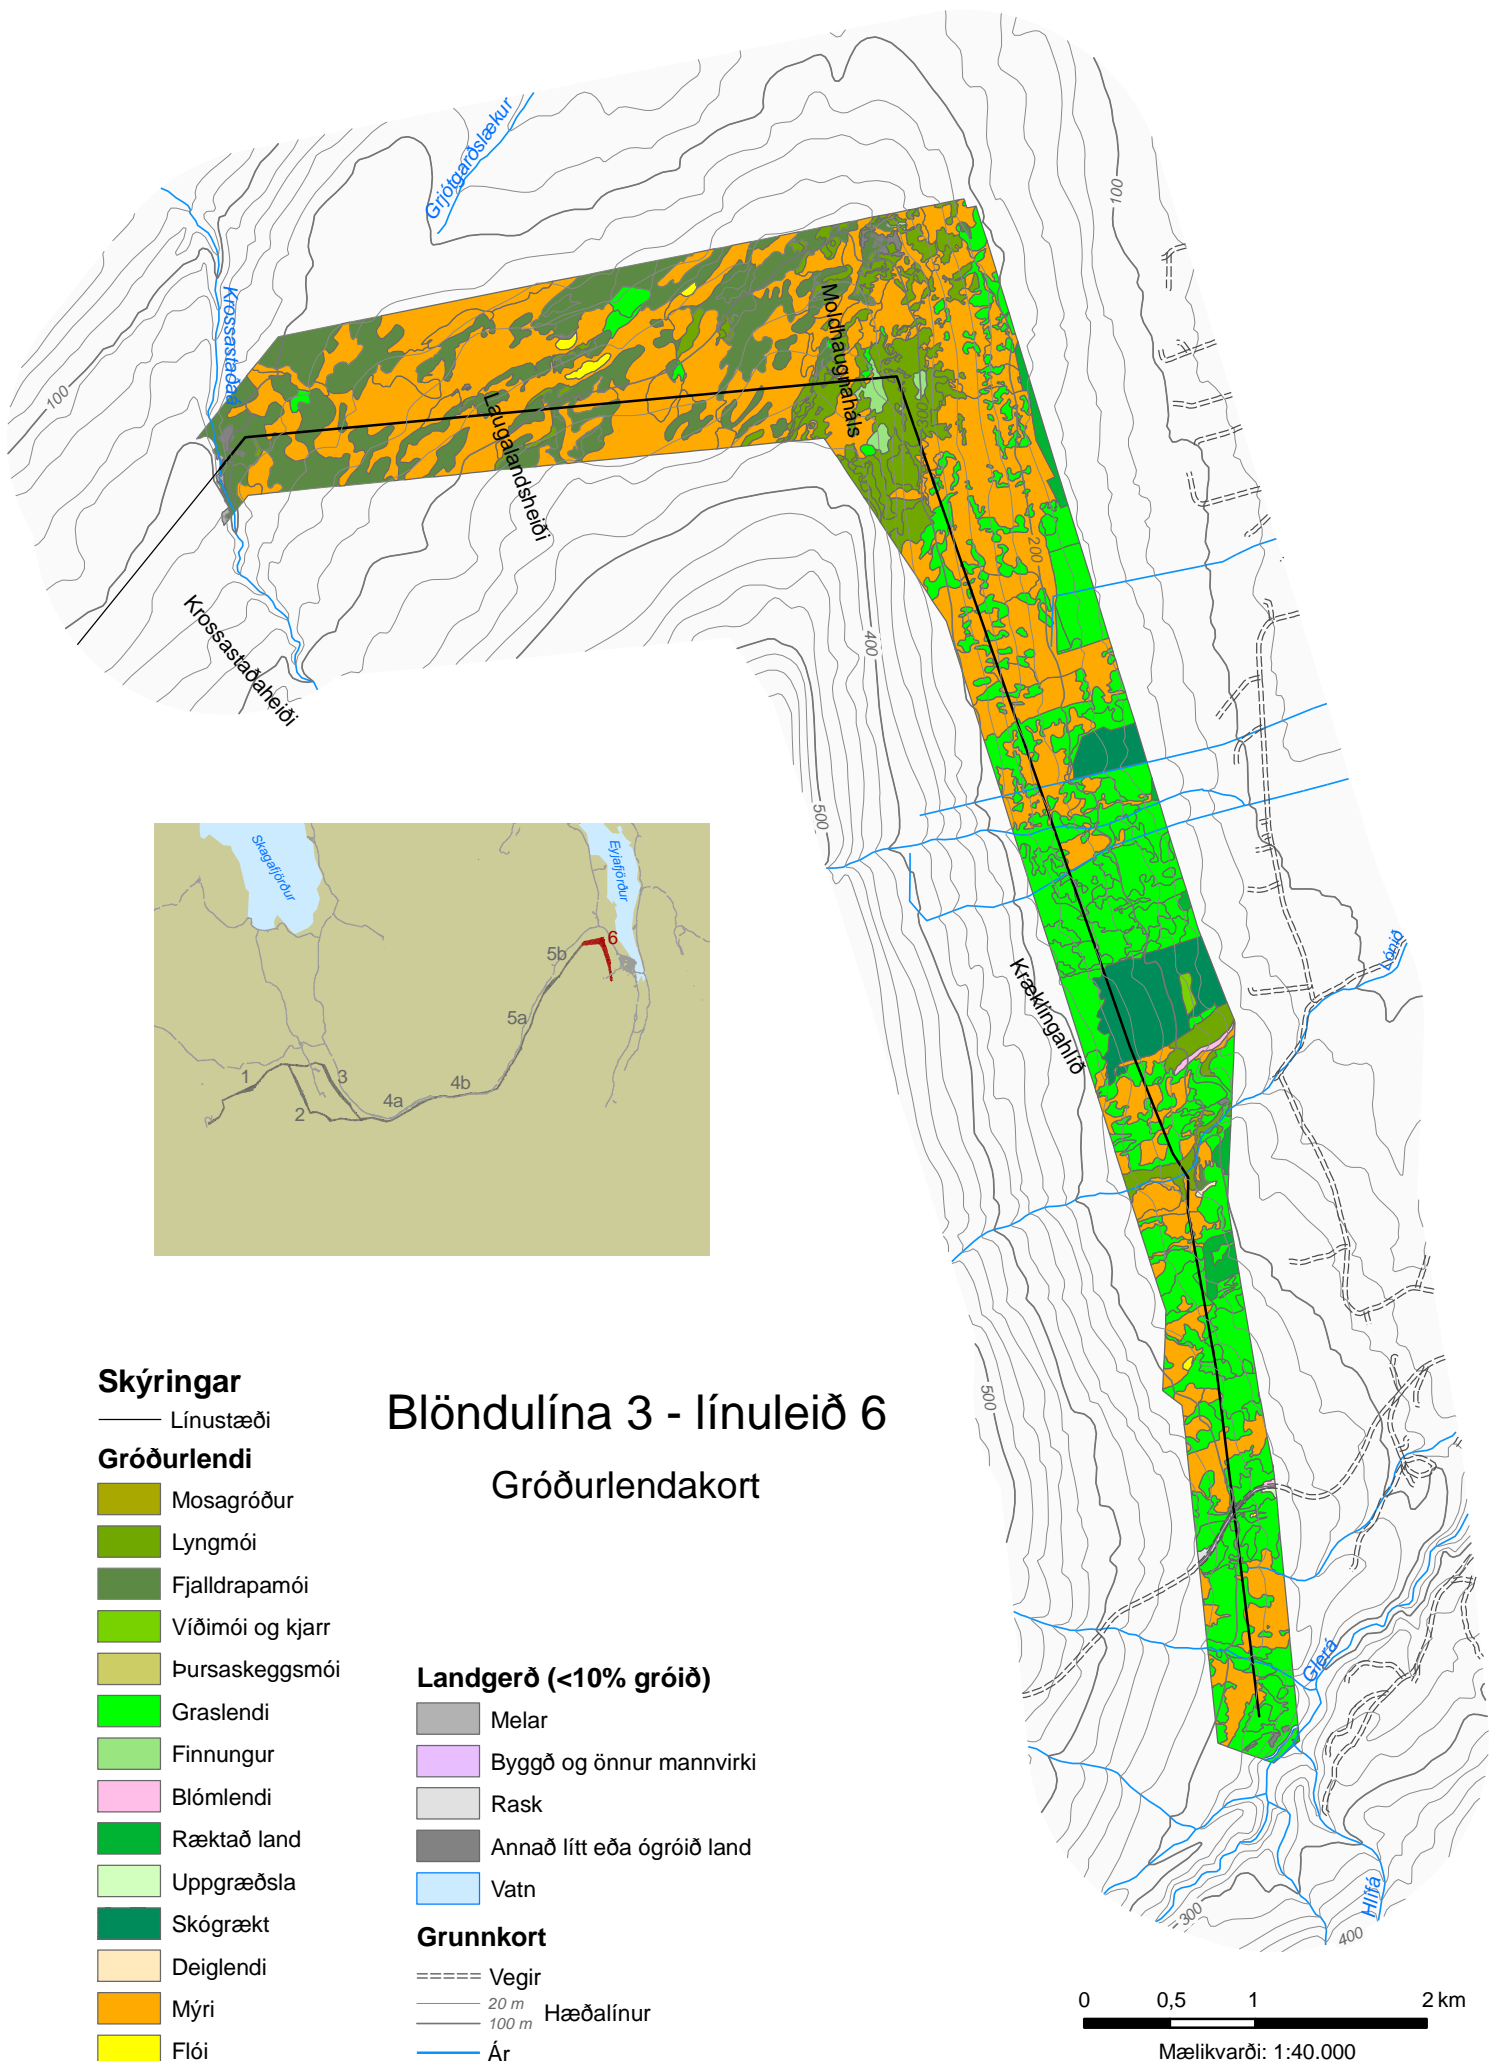 Grjótgarðslækur
Krossastaðaá
100
100
Moldhaugnaháls
Laugalandsheiði
200
Krossastaðaheiði
400
500
Skagafjörður
Eyjafjörður
6
5b
5a
4b
4a
3
2
1
Lónið
Kræklingahlíð
500
Glerá
Hlífá
300
400
Blöndulína 3 - línuleið 6
Gróðurlendakort
Skýringar
Línustæði
Gróðurlendi
Mosagróður
Lyngmói
Fjalldrapamói
Víðimói og kjarr
Þursaskeggsmói
Graslendi
Finnungur
Blómlendi
Ræktað land
Uppgræðsla
Skógrækt
Deiglendi
Mýri
Flói
Landgerð (<10% gróið)
Melar
Byggð og önnur mannvirki
Rask
Annað lítt eða ógróið land
Vatn
Grunnkort
Vegir
20 m
100 m
Hæðalínur
Ár
0 0,5 1 2 km
Mælikvarði: 1:40.000